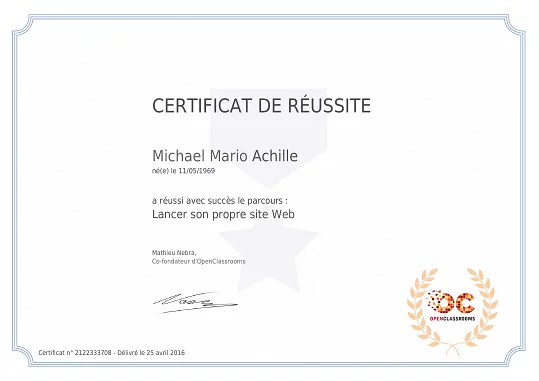 CERTIFICAT DE RÉUSSITE
Michael Mario Achille
né(e) le 11/05/1969
a réussi avec succès le parcours :
Lancer son propre site Web
Mathieu Nebra,
Co-fondateur d'OpenClassrooms
OC
OPENCLASSROOMS
Certificat n° 2122333708 - Délivré le 25 avril 2016